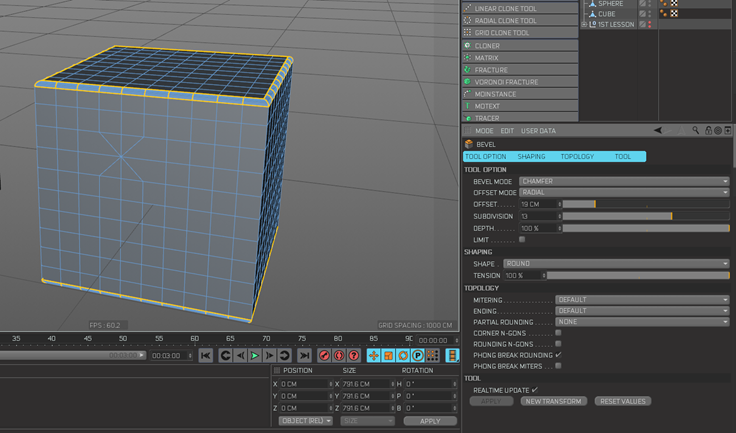 LINEAR CLONE TOOL
RADIAL CLONE TOOL
GRID CLONE TOOL
CLONER
MATRIX
FRACTURE
VORONOI FRACTURE
MOINSTANCE
MOTEXT
TRACER
SPHERE
CUBE
1ST LESSON
MODE EDIT USER DATA
BEVEL
TOOL OPTION SHAPING TOPOLOGY TOOL
TOOL OPTION
BEVEL MODE CHAMFER
OFFSET MODE RADIAL
OFFSET...... 19 CM
SUBDIVISION 13
DEPTH...... 100 %
LIMIT.......
SHAPING
SHAPE . ROUND
TENSION 100 %
TOPOLOGY
MITERING........... DEFAULT
ENDING............. DEFAULT
PARTIAL ROUNDING.... NONE
CORNER N-GONS.......
ROUNDING N-GONS.....
PHONG BREAK ROUNDING
PHONG BREAK MITERS...
TOOL
REALTIME UPDATE
APPLY NEW TRANSFORM RESET VALUES
FPS : 60.2
GRID SPACING : 1000 CM
35 40 45 50 55 60 65 70 75 80 85 90
00:00:00
00:03:00 00:03:00
POSITION SIZE ROTATION
X 0 CM X 791.6 CM H 0 °
Y 0 CM Y 791.6 CM P 0 °
Z 0 CM Z 791.6 CM B 0 °
OBJECT (REL) SIZE APPLY